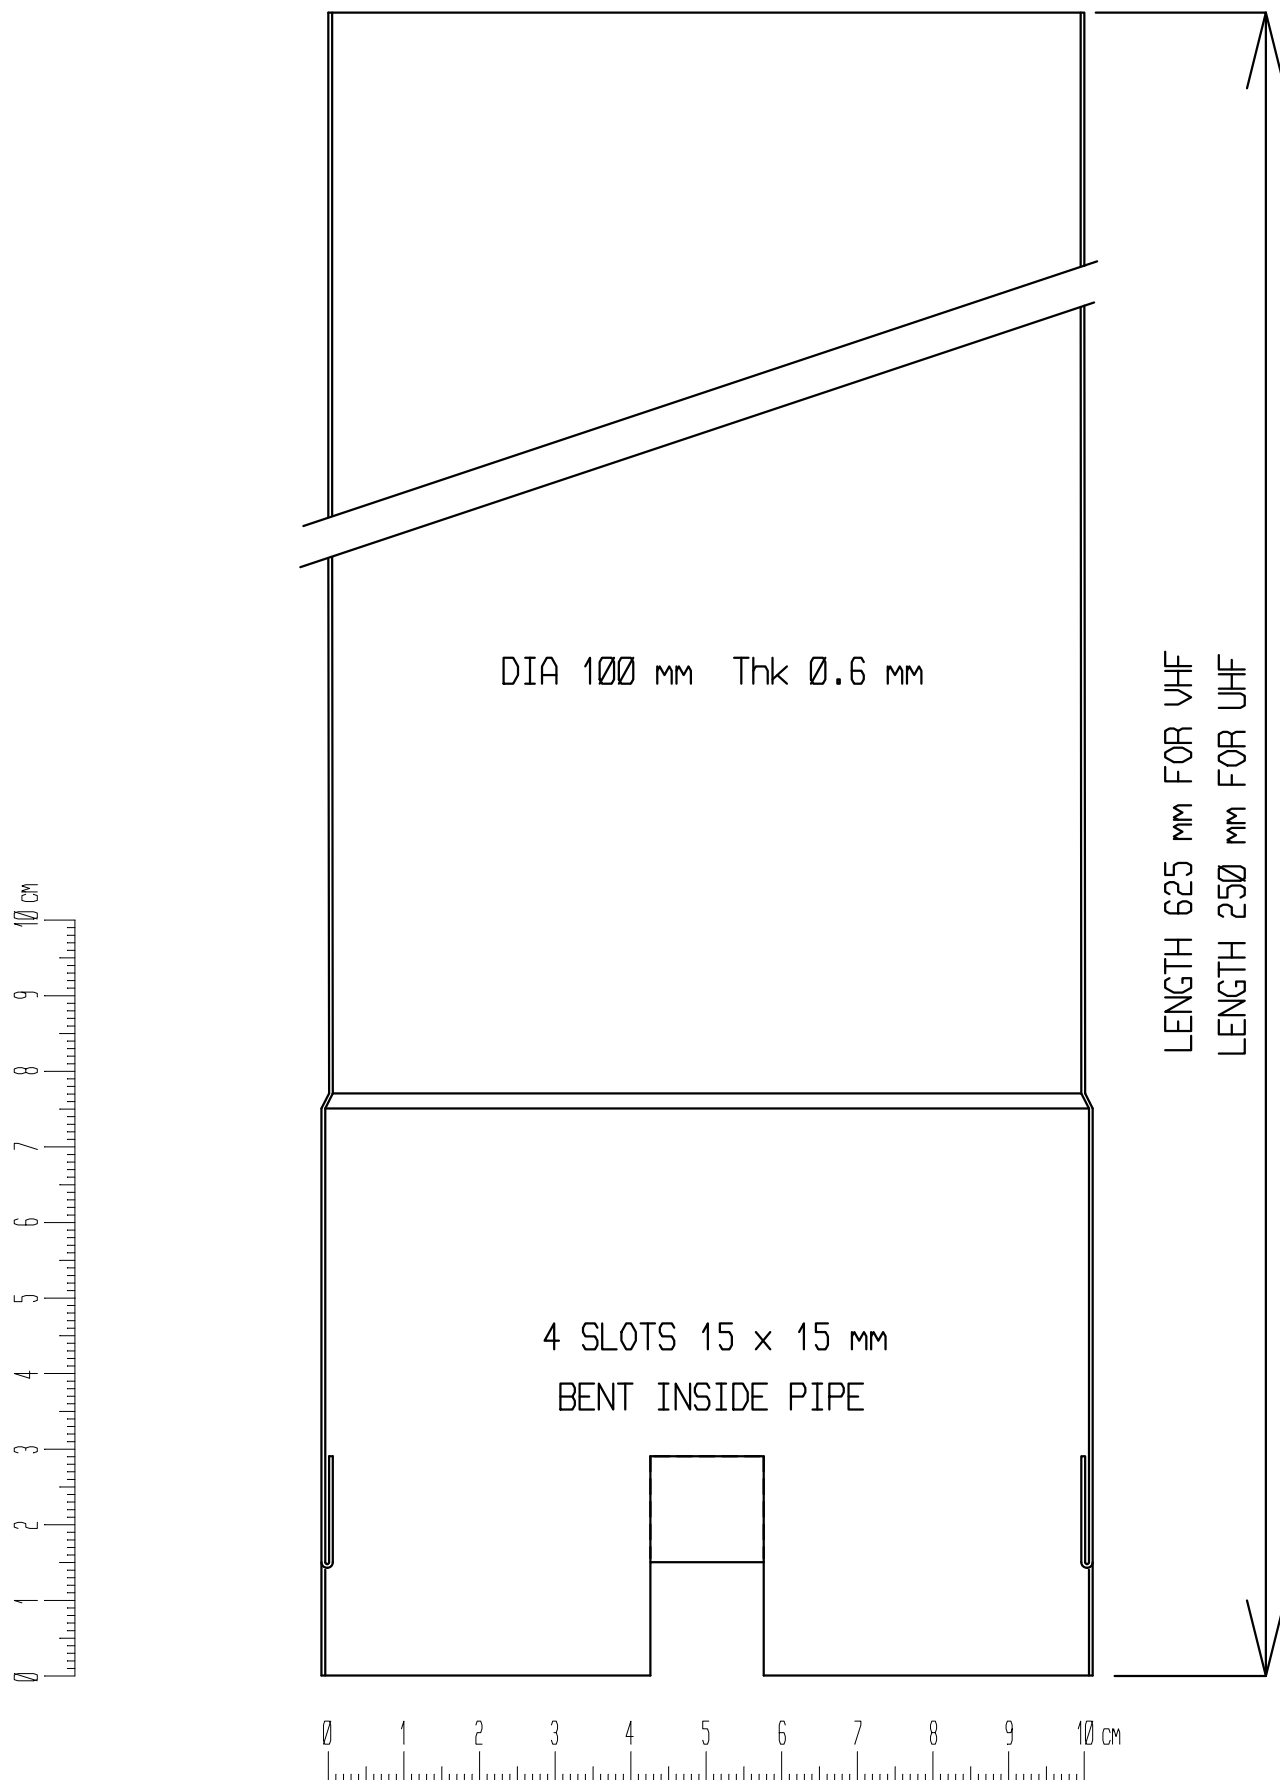 DIA 100 mm  Thk 0.6 mm
LENGTH 625 mm FOR VHF
LENGTH 250 mm FOR UHF
10 cm
9
8
7
6
5
4
3
2
1
0
4 SLOTS 15 x 15 mm
BENT INSIDE PIPE
0 1 2 3 4 5 6 7 8 9 10 cm